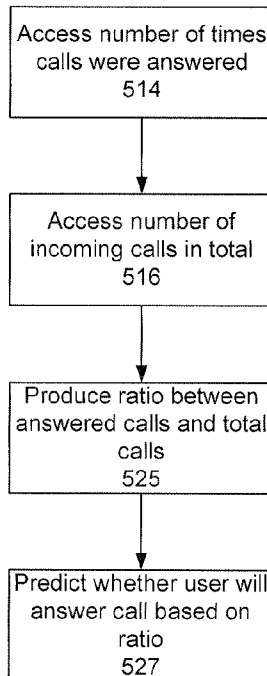 Access number of times
calls were answered
514
Access number of
incoming calls in total
516
Produce ratio between
answered calls and total
calls
525
Predict whether user will
answer call based on
ratio
527